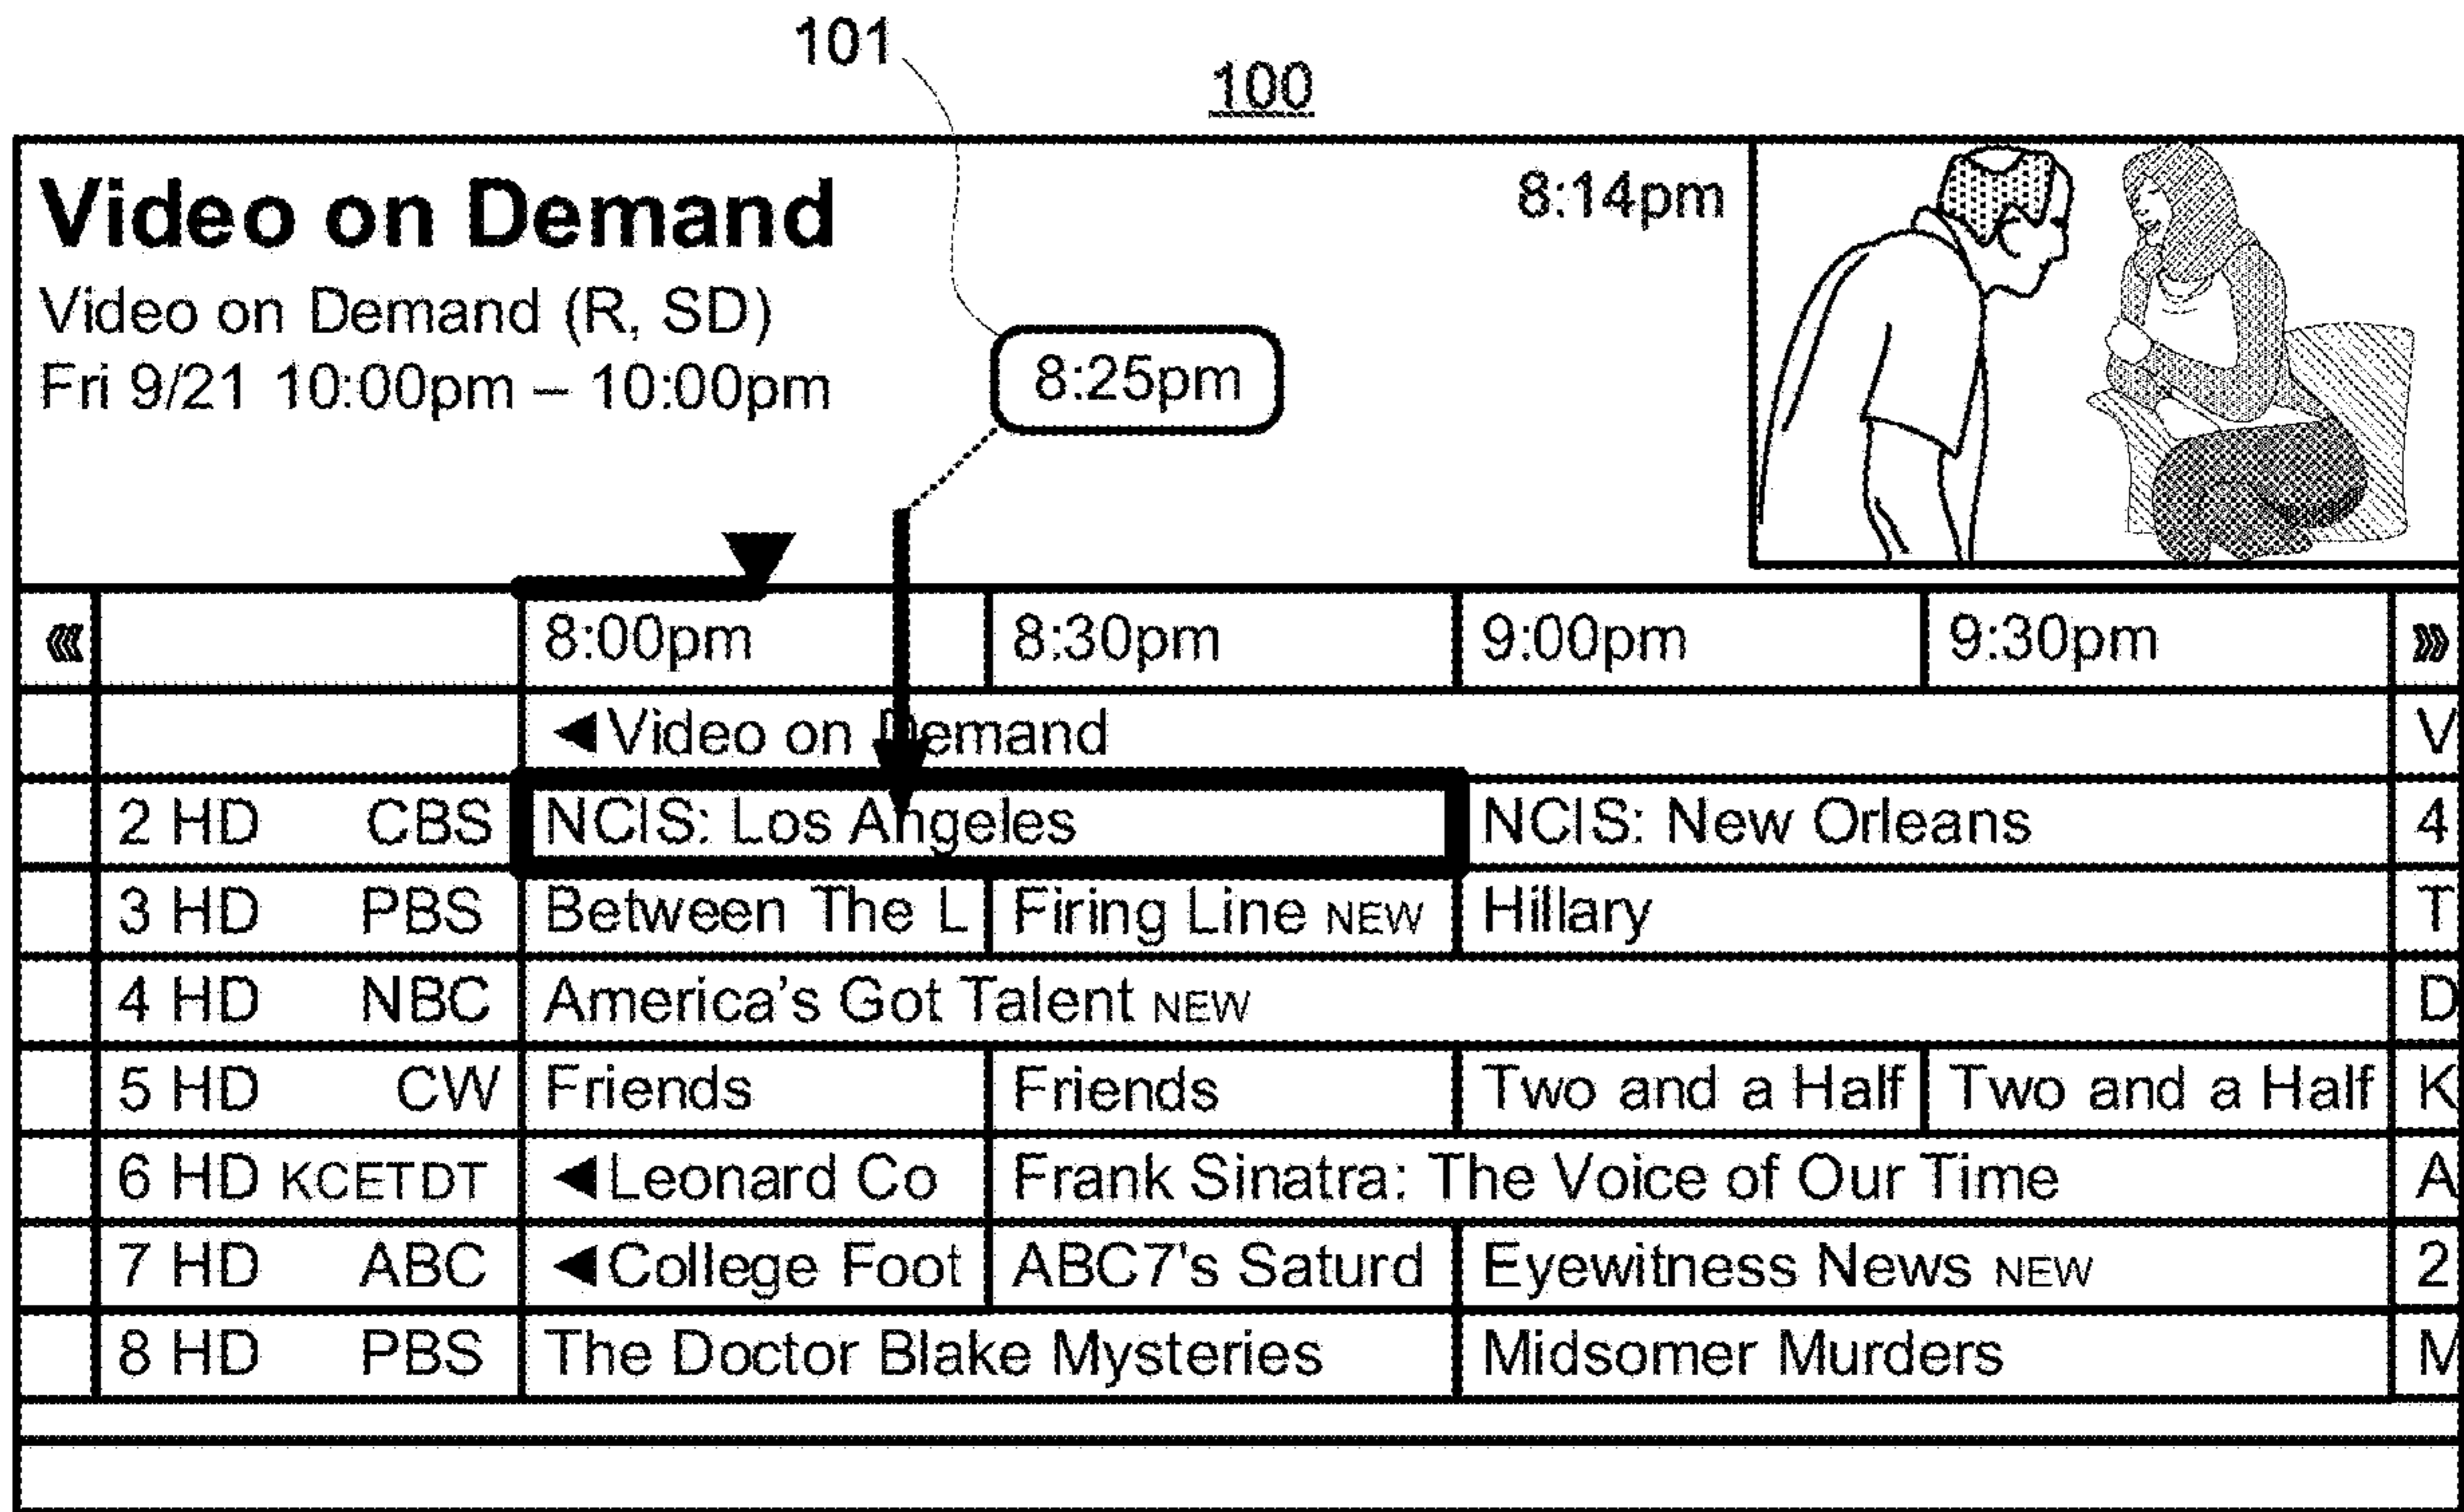 101
100
Video on Demand
8:14pm
Video on Demand (R, SD)
Fri 9/21 10:00pm – 10:00pm
8:25pm
8:00pm 8:30pm 9:00pm 9:30pm
◄Video on Demand V
2 HD CBS NCIS: Los Angeles NCIS: New Orleans 4
3 HD PBS Between The L Firing Line NEW Hillary T
4 HD NBC America's Got Talent NEW D
5 HD CW Friends Friends Two and a Half Two and a Half K
6 HD KCETDT ◄Leonard Co Frank Sinatra: The Voice of Our Time A
7 HD ABC ◄College Foot ABC7's Saturd Eyewitness News NEW 2
8 HD PBS The Doctor Blake Mysteries Midsomer Murders M